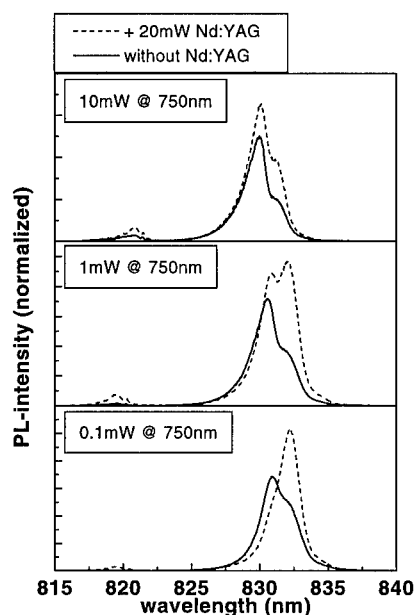 + 20mW Nd:YAG
without Nd:YAG
10mW @ 750nm
1mW @ 750nm
0.1mW @ 750nm
PL-intensity (normalized)
815 820 825 830 835 840
wavelength (nm)